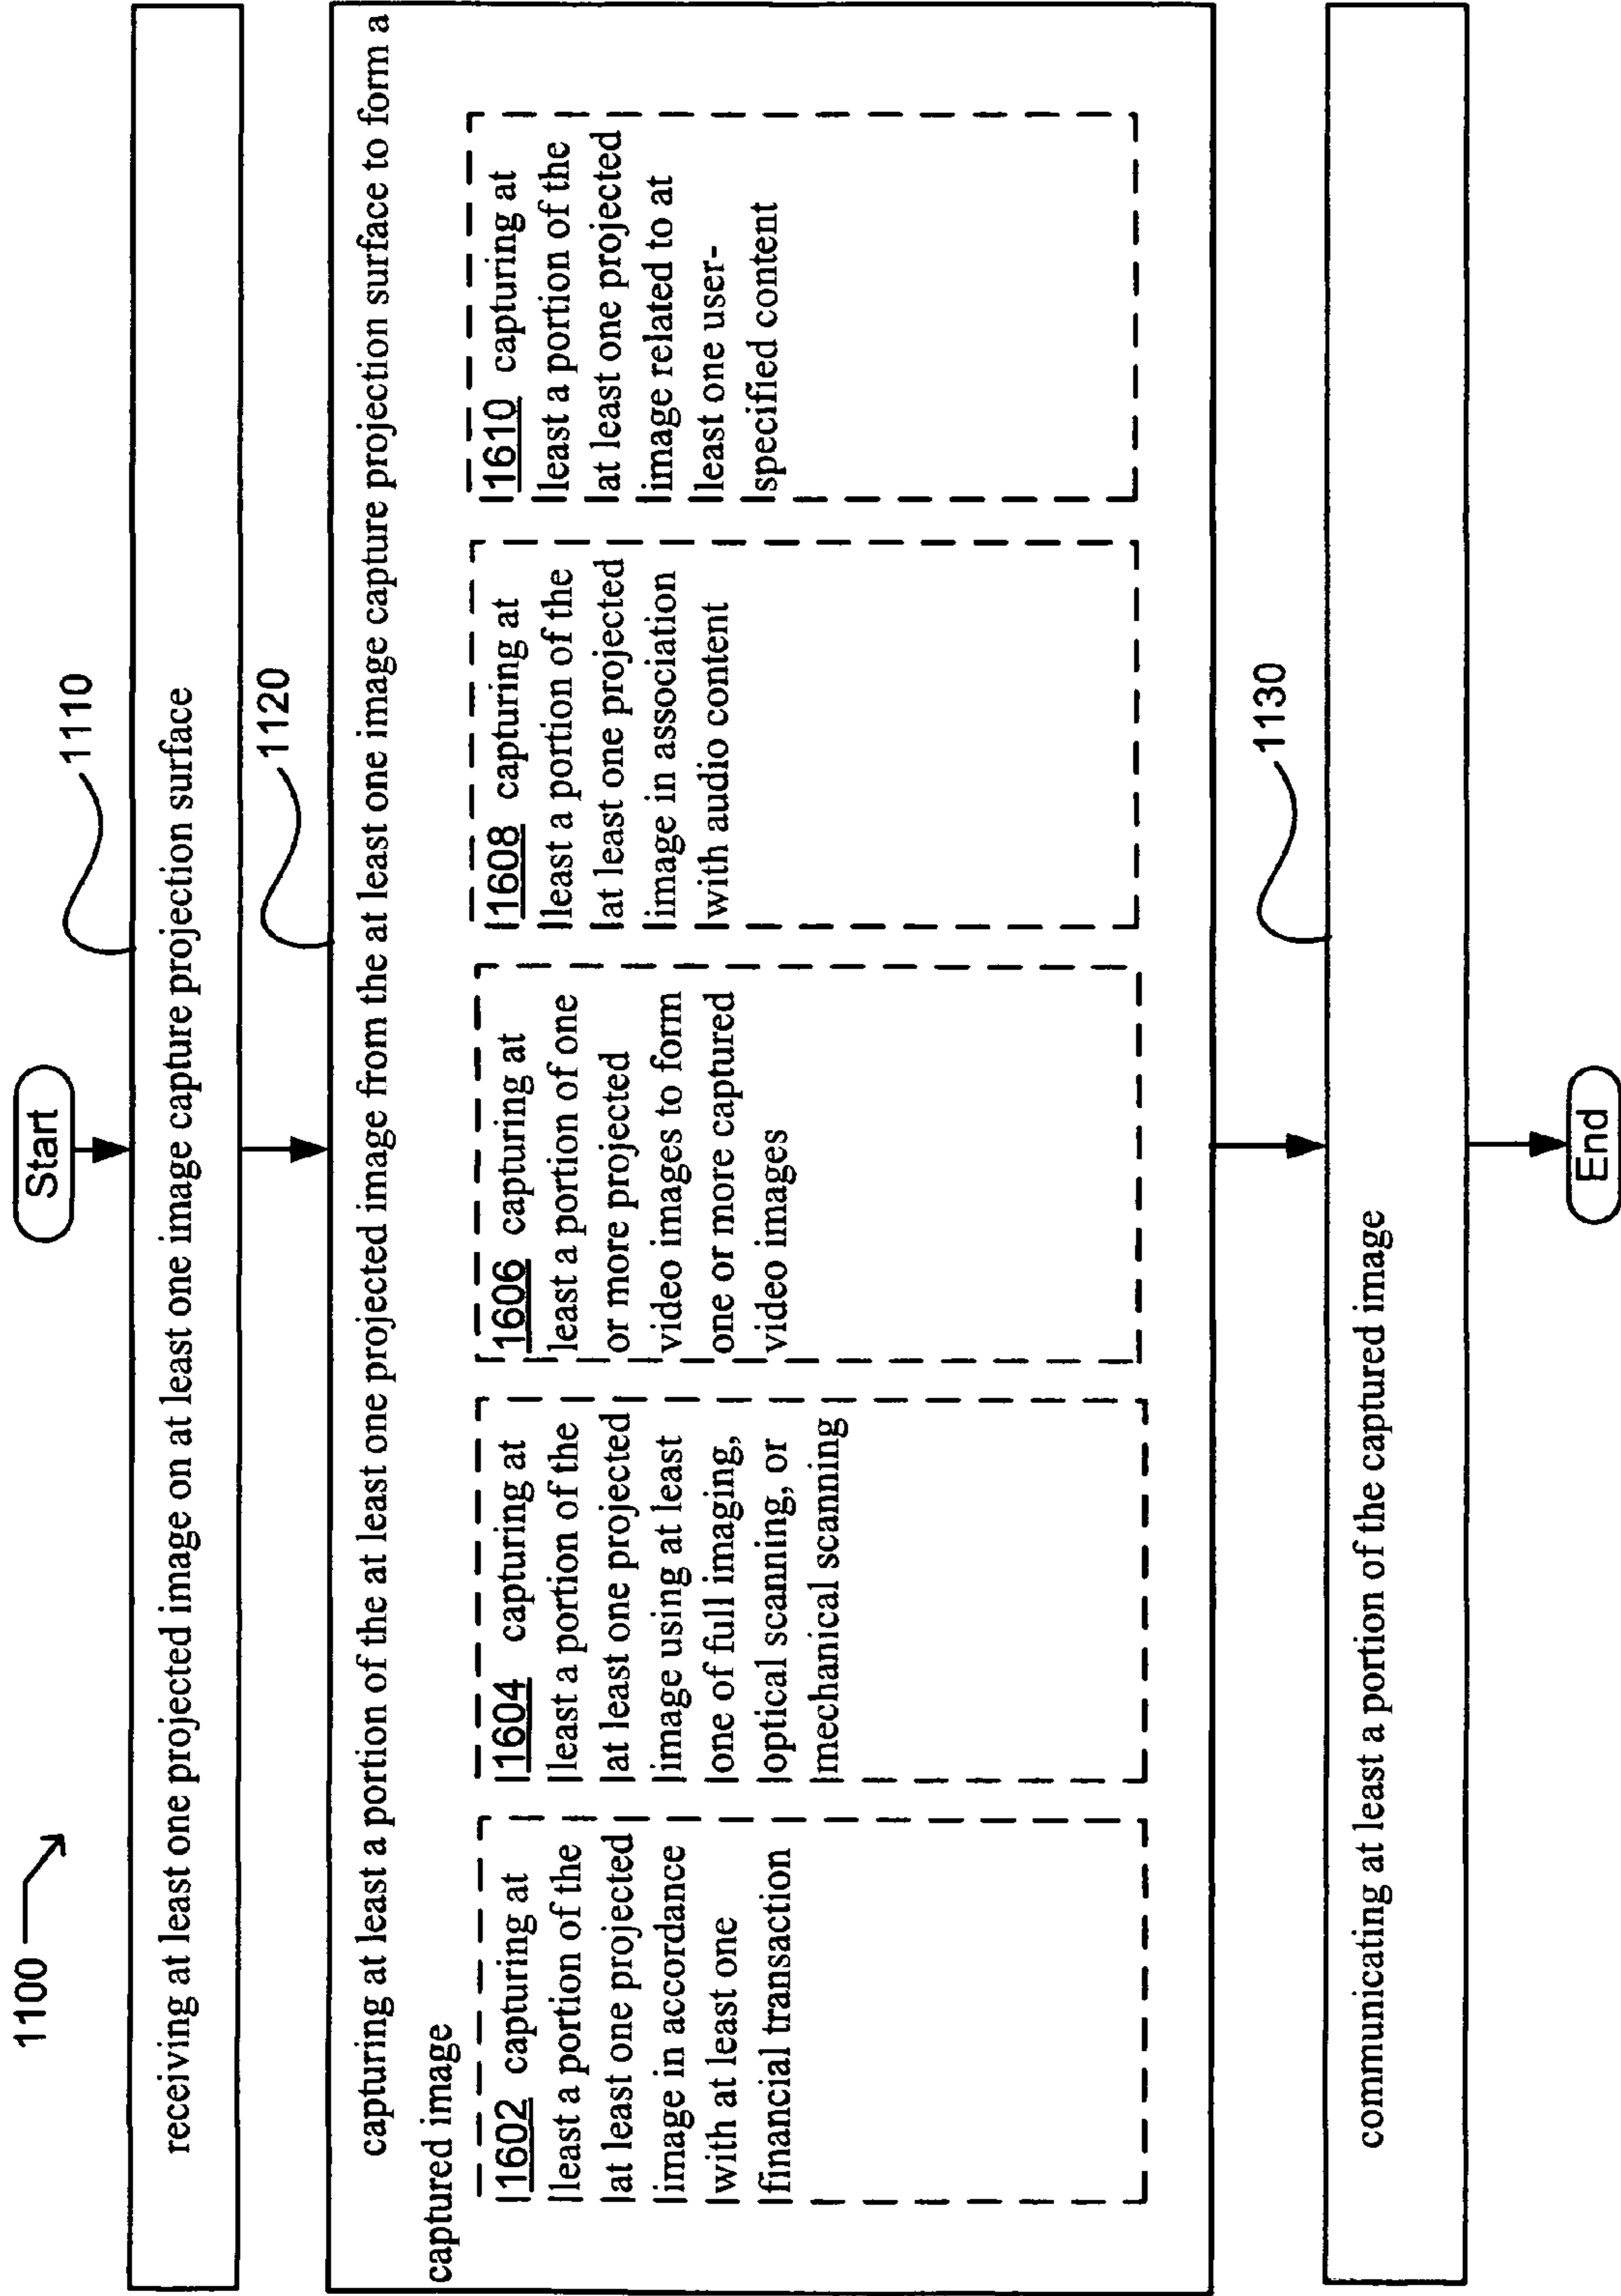 1100
Start
1110
receiving at least one projected image on at least one image capture projection surface
1120
capturing at least a portion of the at least one projected image from the at least one image capture projection surface to form a
captured image
1602 capturing at
least a portion of the
at least one projected
image in accordance
with at least one
financial transaction
1604 capturing at
least a portion of the
at least one projected
image using at least
one of full imaging,
optical scanning, or
mechanical scanning
1606 capturing at
least a portion of one
or more projected
video images to form
one or more captured
video images
1608 capturing at
least a portion of the
at least one projected
image in association
with audio content
1610 capturing at
least a portion of the
at least one projected
image related to at
least one user-
specified content
1130
communicating at least a portion of the captured image
End